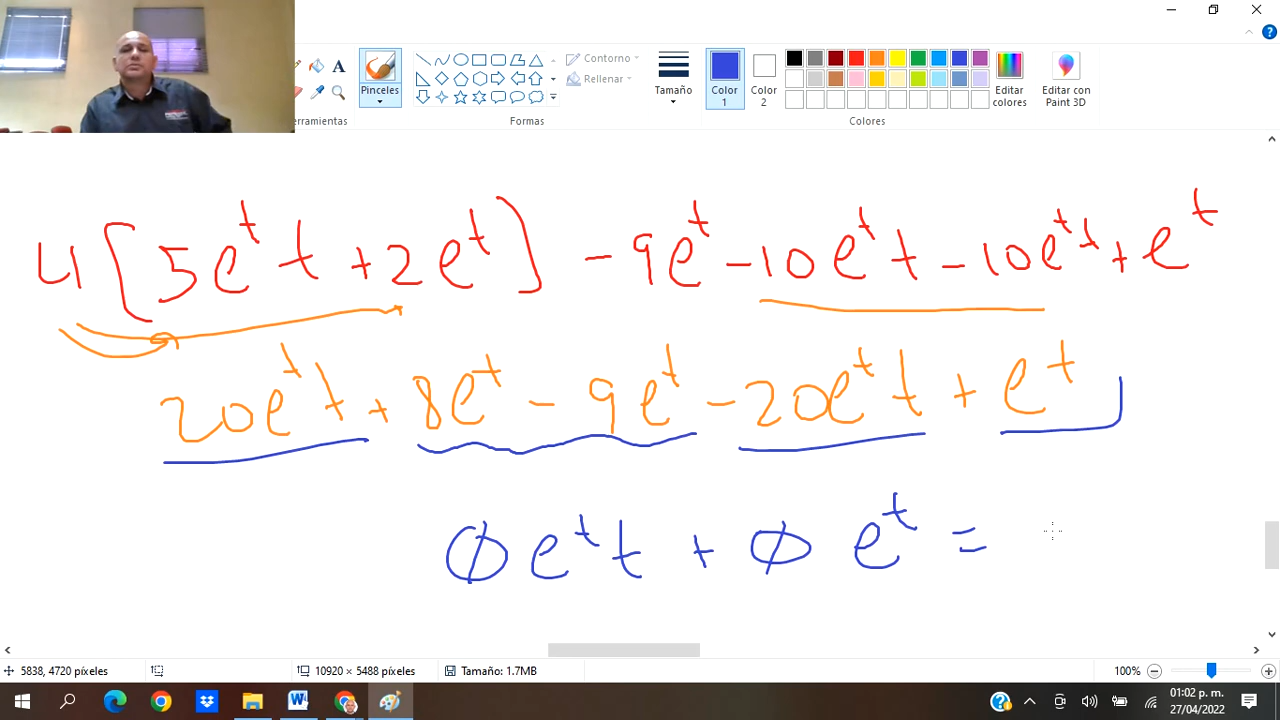 Contorno
Rellenar
Pinceles
Tamaño
Color 1
Color 2
Editar colores
Editar con Paint 3D
erramientas
Formas
Colores
4[5e^t t + 2e^t] - 9e^t - 10e^t t - 10e^t t + e^t
20e^t t + 8e^t - 9e^t - 20e^t t + e^t
∅ e^t t + ∅ e^t =
5838, 4720 píxeles
10920 × 5488 píxeles
Tamaño: 1.7MB
100%
01:02 p. m.
27/04/2022